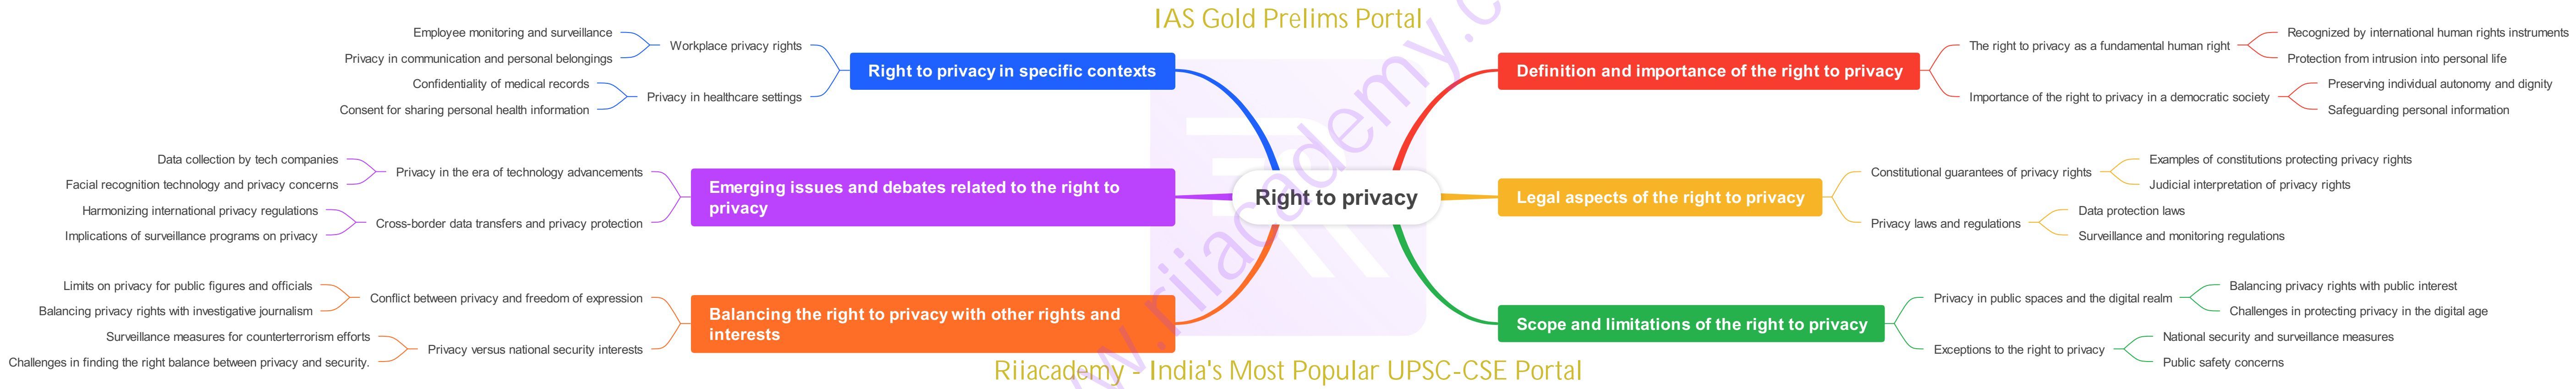 IAS Gold Prelims Portal
Right to privacy
Definition and importance of the right to privacy
The right to privacy as a fundamental human right
Recognized by international human rights instruments
Protection from intrusion into personal life
Importance of the right to privacy in a democratic society
Preserving individual autonomy and dignity
Safeguarding personal information
Legal aspects of the right to privacy
Constitutional guarantees of privacy rights
Examples of constitutions protecting privacy rights
Judicial interpretation of privacy rights
Privacy laws and regulations
Data protection laws
Surveillance and monitoring regulations
Scope and limitations of the right to privacy
Privacy in public spaces and the digital realm
Balancing privacy rights with public interest
Challenges in protecting privacy in the digital age
Exceptions to the right to privacy
National security and surveillance measures
Public safety concerns
Right to privacy in specific contexts
Workplace privacy rights
Employee monitoring and surveillance
Privacy in communication and personal belongings
Privacy in healthcare settings
Confidentiality of medical records
Consent for sharing personal health information
Emerging issues and debates related to the right to
privacy
Privacy in the era of technology advancements
Data collection by tech companies
Facial recognition technology and privacy concerns
Cross-border data transfers and privacy protection
Harmonizing international privacy regulations
Implications of surveillance programs on privacy
Balancing the right to privacy with other rights and
interests
Conflict between privacy and freedom of expression
Limits on privacy for public figures and officials
Balancing privacy rights with investigative journalism
Privacy versus national security interests
Surveillance measures for counterterrorism efforts
Challenges in finding the right balance between privacy and security.
www.riiacademy.c
Riiacademy - India's Most Popular UPSC-CSE Portal